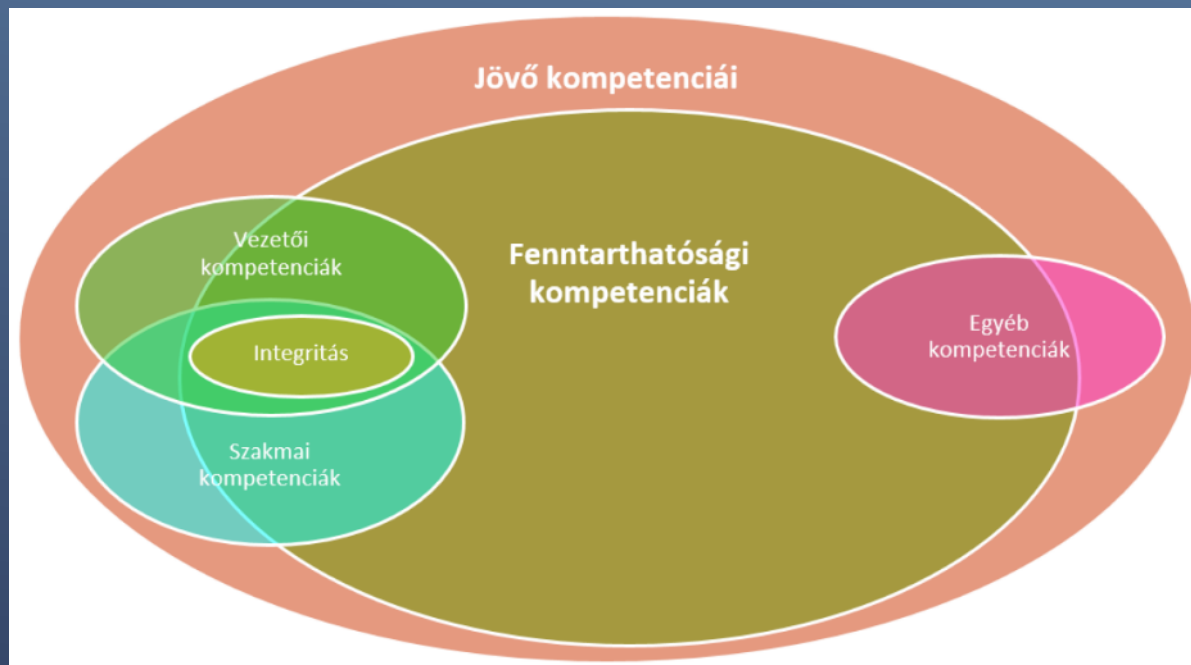 Jövő kompetenciái
Fenntarthatósági
kompetenciák
Vezetői
kompetenciák
Integritás
Szakmai
kompetenciák
Egyéb
kompetenciák